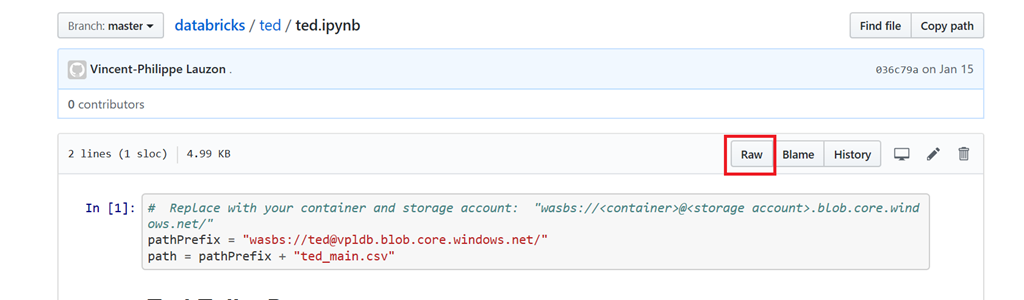 Branch: master databricks / ted / ted.ipynb Find file Copy path
Vincent-Philippe Lauzon . 036c79a on Jan 15
0 contributors
2 lines (1 sloc) 4.99 KB Raw Blame History
In [1]: # Replace with your container and storage account: "wasbs://<container>@<storage account>.blob.core.wind
ows.net/"
pathPrefix = "wasbs://ted@vpldb.blob.core.windows.net/"
path = pathPrefix + "ted_main.csv"